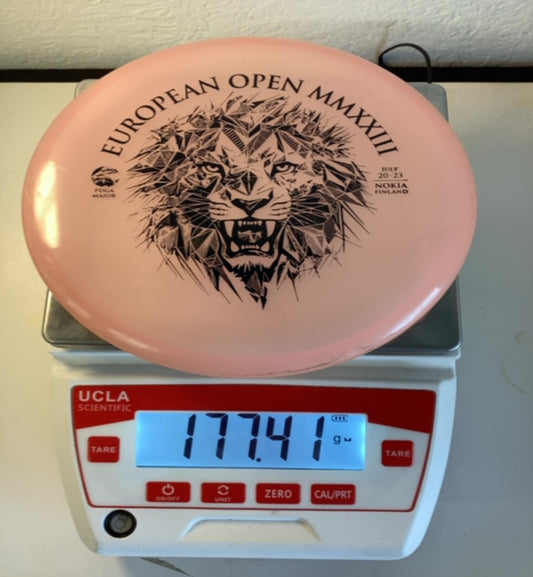 EUROPEAN OPEN MMXXIII
PDGA
MAJOR
JULY
20-23
NOKIA
FINLAND
UCLA
SCIENTIFIC
177.41 g
TARE
TARE
ON/OFF
UNIT
ZERO
CAL/PRT